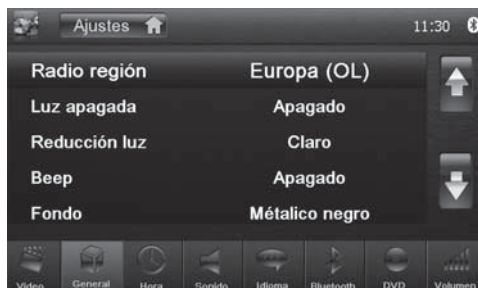 Ajustes 11:30
Radio región Europa (OL)
Luz apagada Apagado
Reducción luz Claro
Beep Apagado
Fondo Métalico negro
Video General Hora Sonido Idioma Bluetooth DVD Volumen